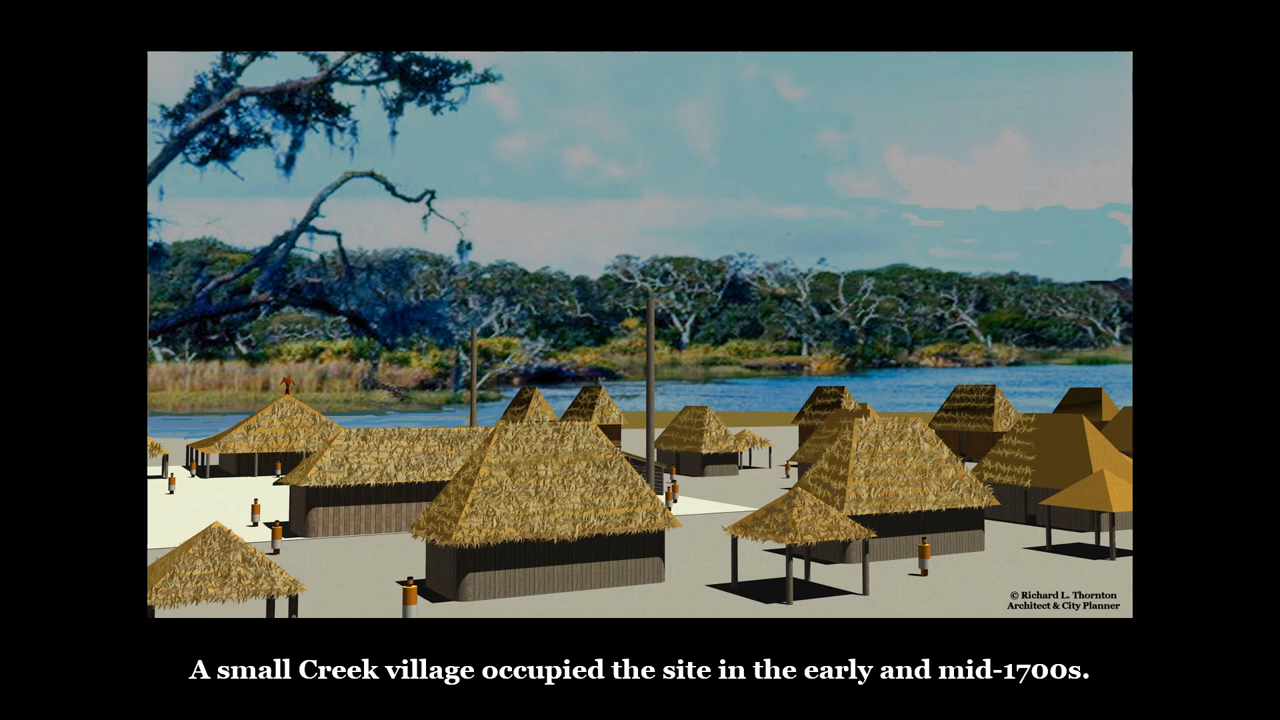 © Richard L. Thornton
Architect & City Planner
A small Creek village occupied the site in the early and mid-1700s.